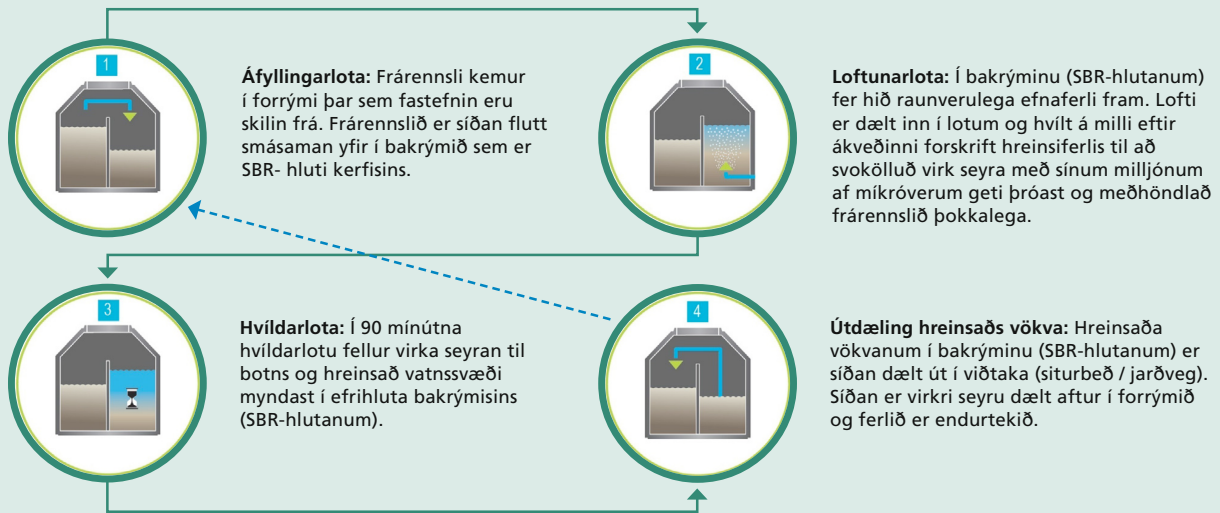 1
Áfyllingarlota: Frárennsli kemur
í forrými þar sem fastefnin eru
skilin frá. Frárennslið er síðan flutt
smásaman yfir í bakrýmið sem er
SBR- hluti kerfisins.
2
Loftunarlota: Í bakrýminu (SBR-hlutanum)
fer hið raunverulega efnaferli fram. Lofti
er dælt inn í lotum og hvílt á milli eftir
ákveðinni forskrift hreinsiferlis til að
svokölluð virk seyra með sínum milljónum
af míkróverum geti þróast og meðhöndlað
frárennslið þokkalega.
3
Hvíldarlota: Í 90 mínútna
hvíldarlotu fellur virka seyran til
botns og hreinsað vatnssvæði
myndast í efrihluta bakrýmisins
(SBR-hlutanum).
4
Útdæling hreinsaðs vökva: Hreinsaða
vökvanum í bakrýminu (SBR-hlutanum) er
síðan dælt út í viðtaka (siturbeð / jarðveg).
Síðan er virkri seyru dælt aftur í forrýmið
og ferlið er endurtekið.